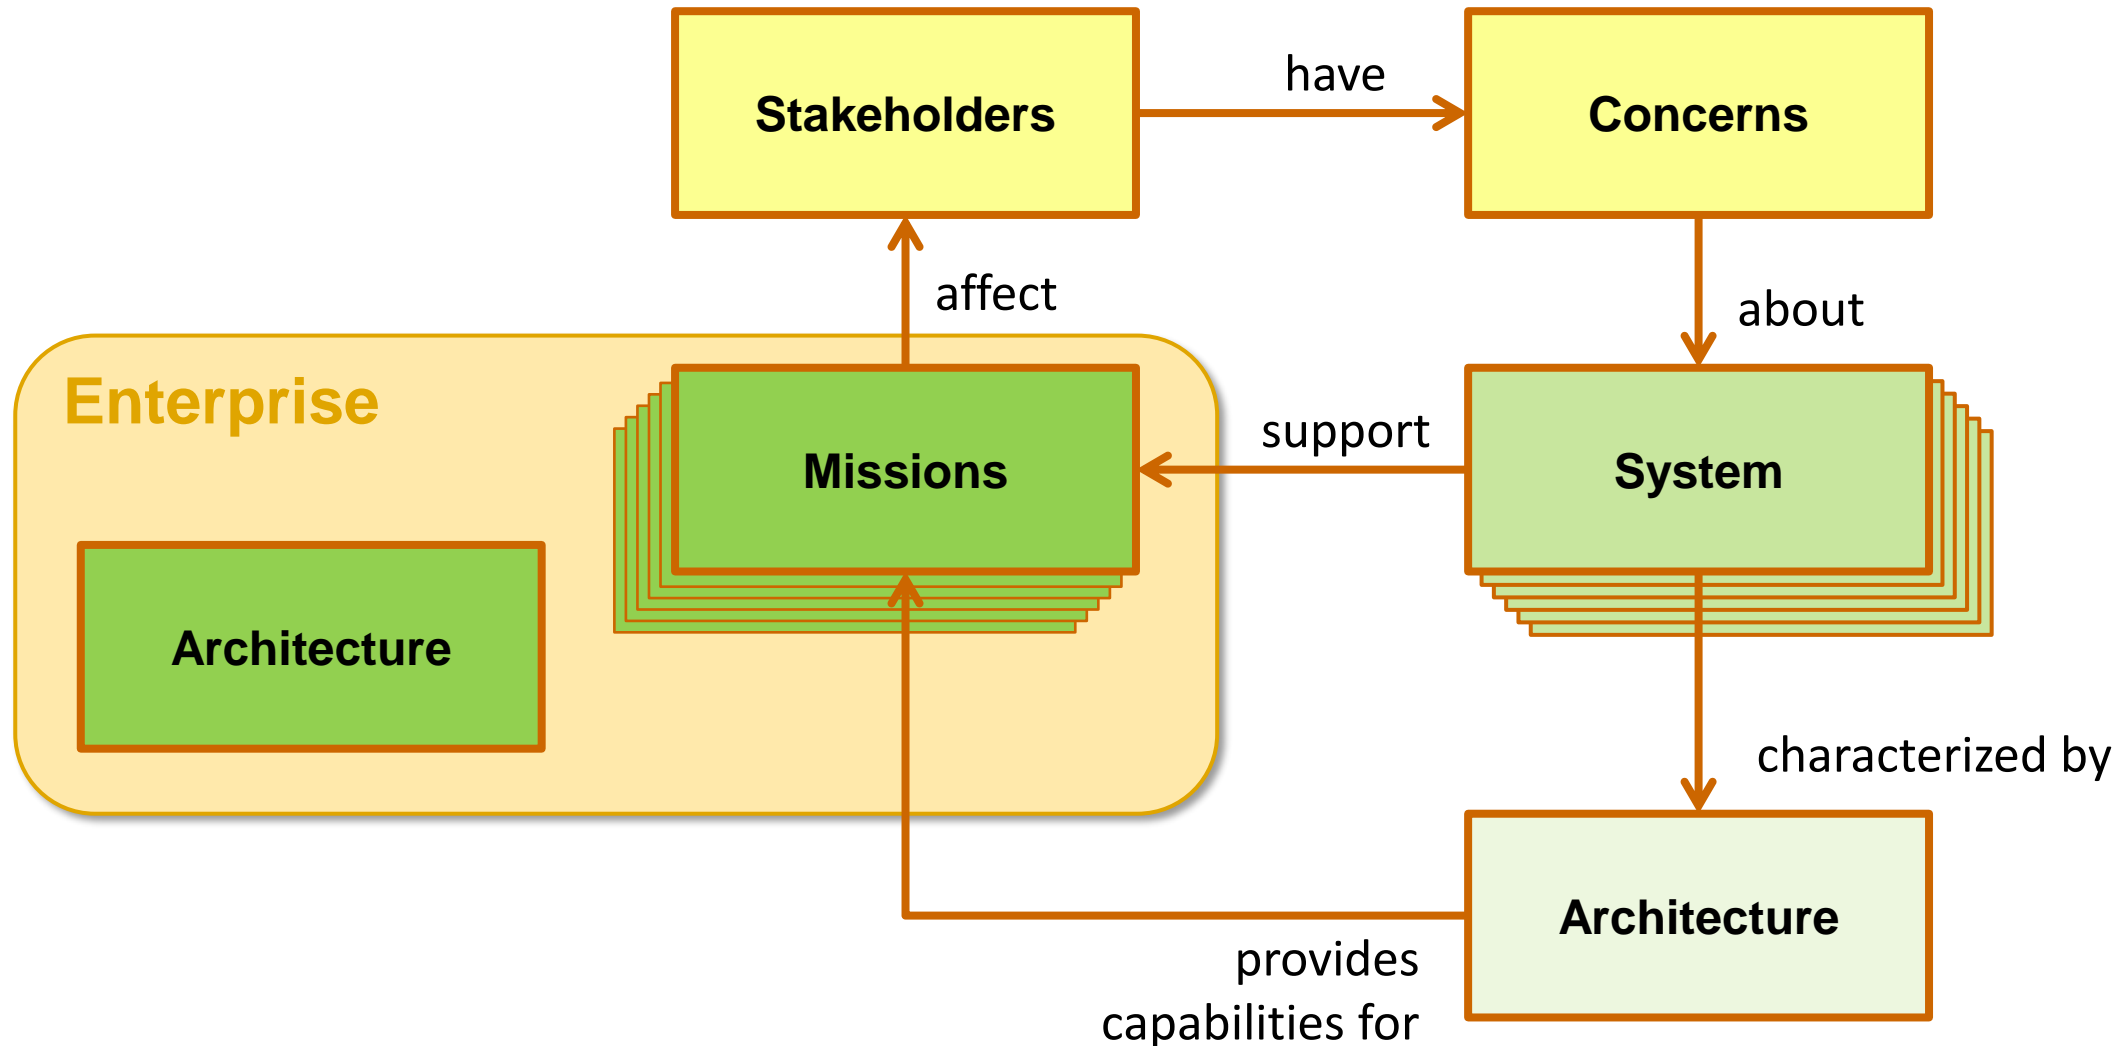 Stakeholders
have
Concerns
affect
about
Enterprise
Missions
support
System
Architecture
characterized by
Architecture
provides
capabilities for